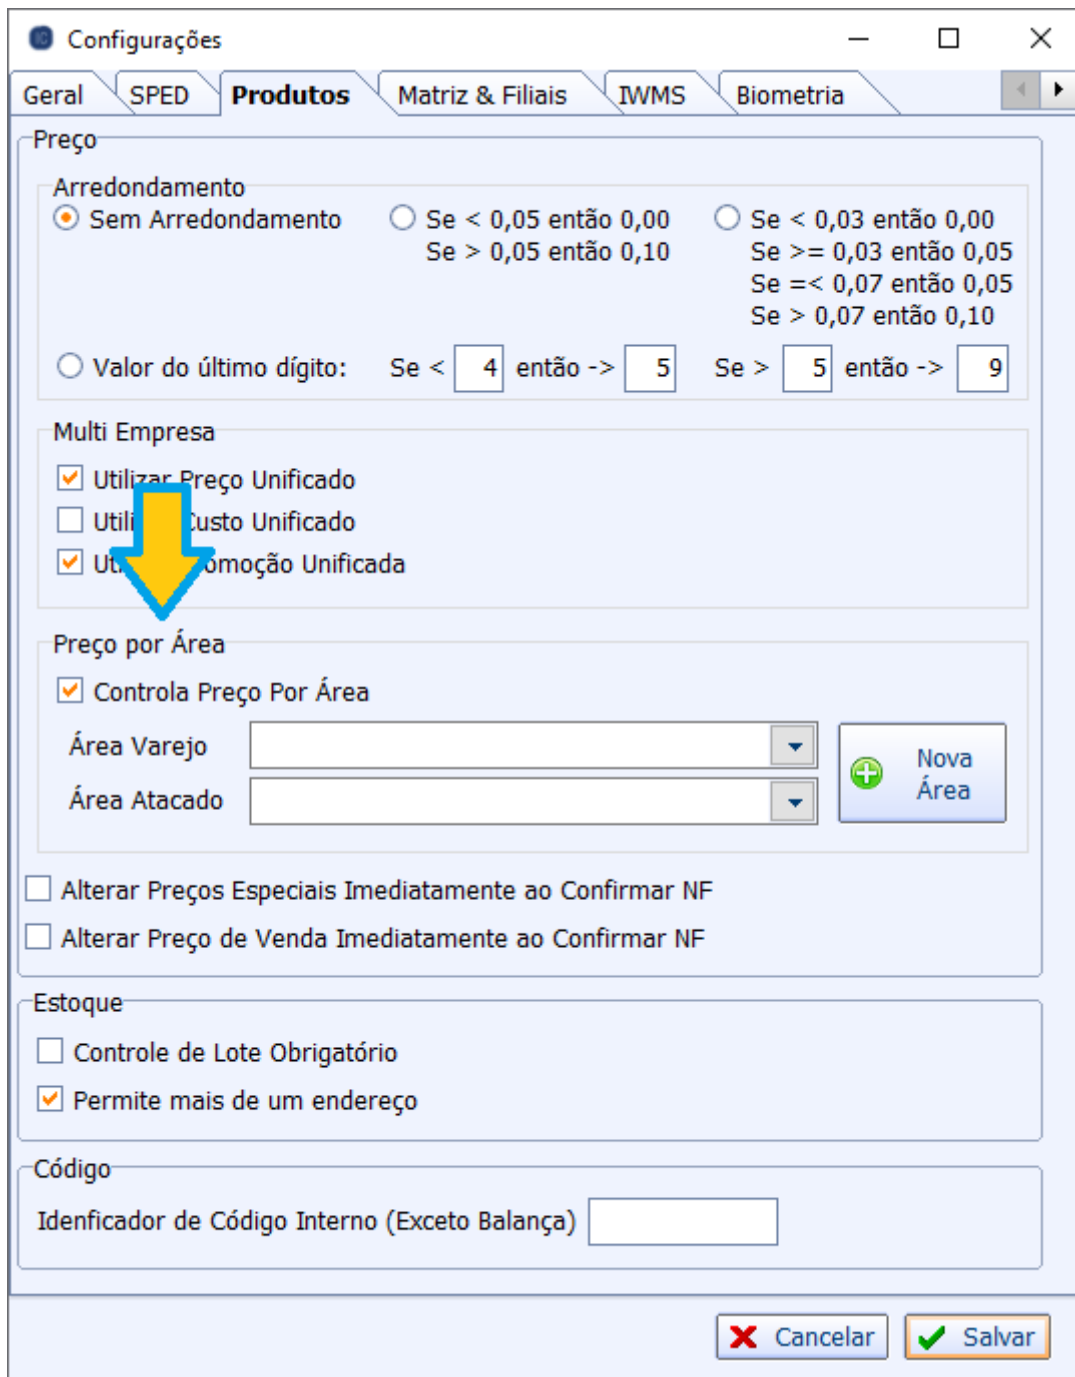 Configurações
Geral SPED Produtos Matriz & Filiais IWMS Biometria
Preço
Arredondamento
Sem Arredondamento Se < 0,05 então 0,00 Se < 0,03 então 0,00
Se > 0,05 então 0,10 Se >= 0,03 então 0,05
Se =< 0,07 então 0,05
Se > 0,07 então 0,10
Valor do último dígito: Se < 4 então -> 5 Se > 5 então -> 9
Multi Empresa
Utilizar Preço Unificado
Custo Unificado
Unificada
Preço por Área
Controla Preço Por Área
Área Varejo
Nova
Área
Área Atacado
Alterar Preços Especiais Imediatamente ao Confirmar NF
Alterar Preço de Venda Imediatamente ao Confirmar NF
Estoque
Controle de Lote Obrigatório
Permite mais de um endereço
Código
Idenficador de Código Interno (Exceto Balança)
Cancelar Salvar